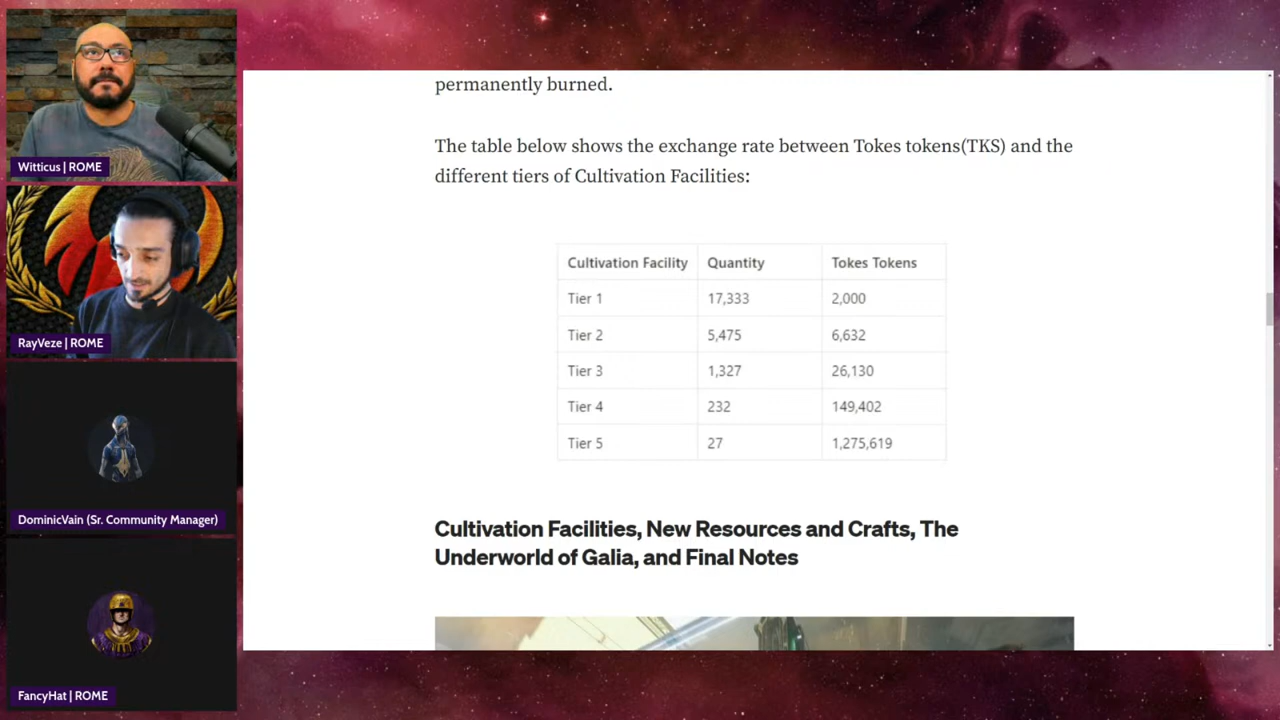 Witticus | ROME
RayVeze | ROME
DominicVain (Sr. Community Manager)
FancyHat | ROME
permanently burned.
The table below shows the exchange rate between Tokes tokens(TKS) and the
different tiers of Cultivation Facilities:
Cultivation Facility Quantity Tokes Tokens
Tier 1 17,333 2,000
Tier 2 5,475 6,632
Tier 3 1,327 26,130
Tier 4 232 149,402
Tier 5 27 1,275,619
Cultivation Facilities, New Resources and Crafts, The
Underworld of Galia, and Final Notes